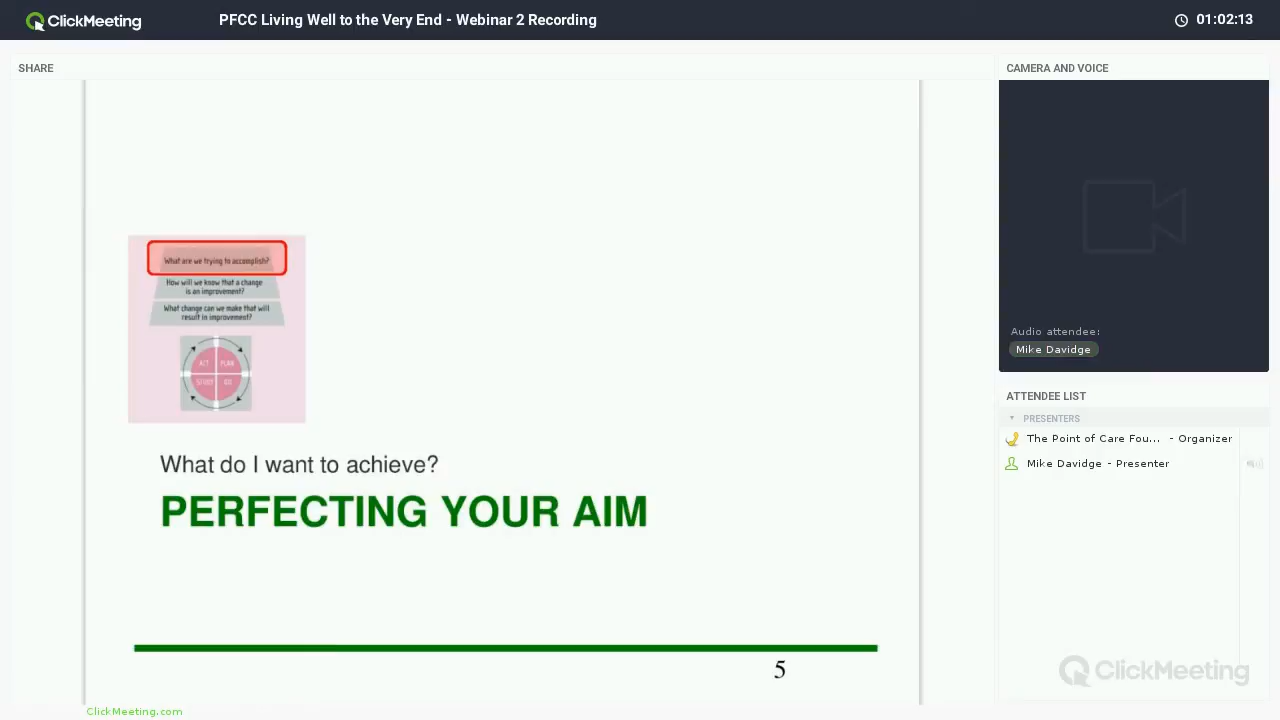 ClickMeeting
PFCC Living Well to the Very End - Webinar 2 Recording
01:02:13
SHARE
What are we trying to accomplish?
How will we know that a change
is an improvement?
What change can we make that will
result in improvement?
ACT PLAN
STUDY DO
What do I want to achieve?
PERFECTING YOUR AIM
5
ClickMeeting.com
CAMERA AND VOICE
Audio attendee:
Mike Davidge
ATTENDEE LIST
PRESENTERS
The Point of Care Fou... - Organizer
Mike Davidge - Presenter
ClickMeeting